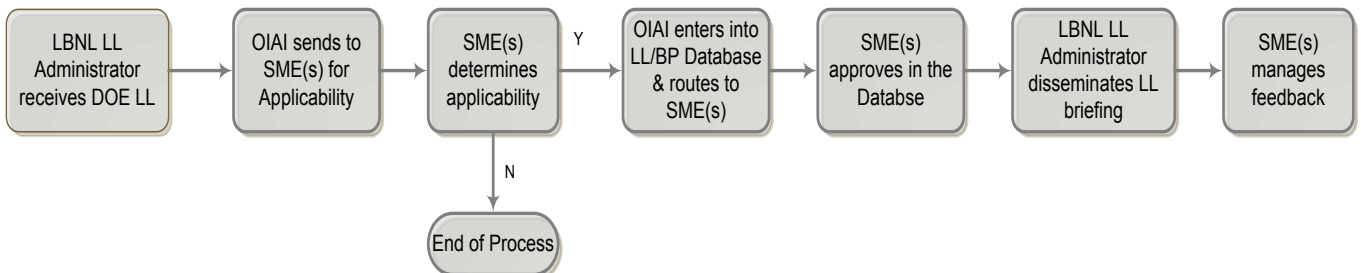 LBNL LL
Administrator
receives DOE LL
OIAI sends to
SME(s) for
Applicability
SME(s)
determines
applicability
Y
OIAI enters into
LL/BP Database
& routes to
SME(s)
SME(s)
approves in the
Databse
LBNL LL
Administrator
disseminates LL
briefing
SME(s)
manages
feedback
N
End of Process